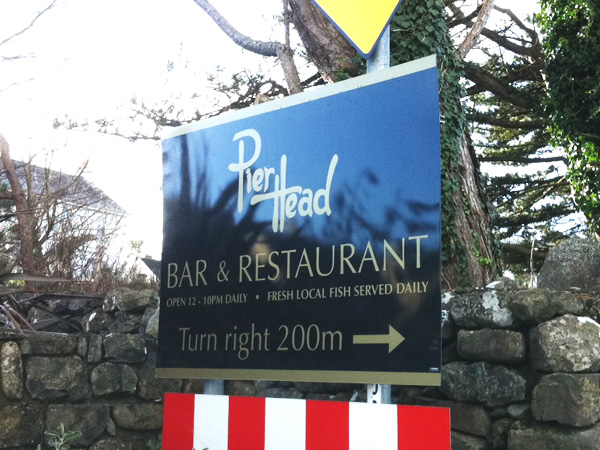 Pier
Head
BAR & RESTAURANT
OPEN 12 - 10PM DAILY • FRESH LOCAL FISH SERVED DAILY
Turn right 200m →